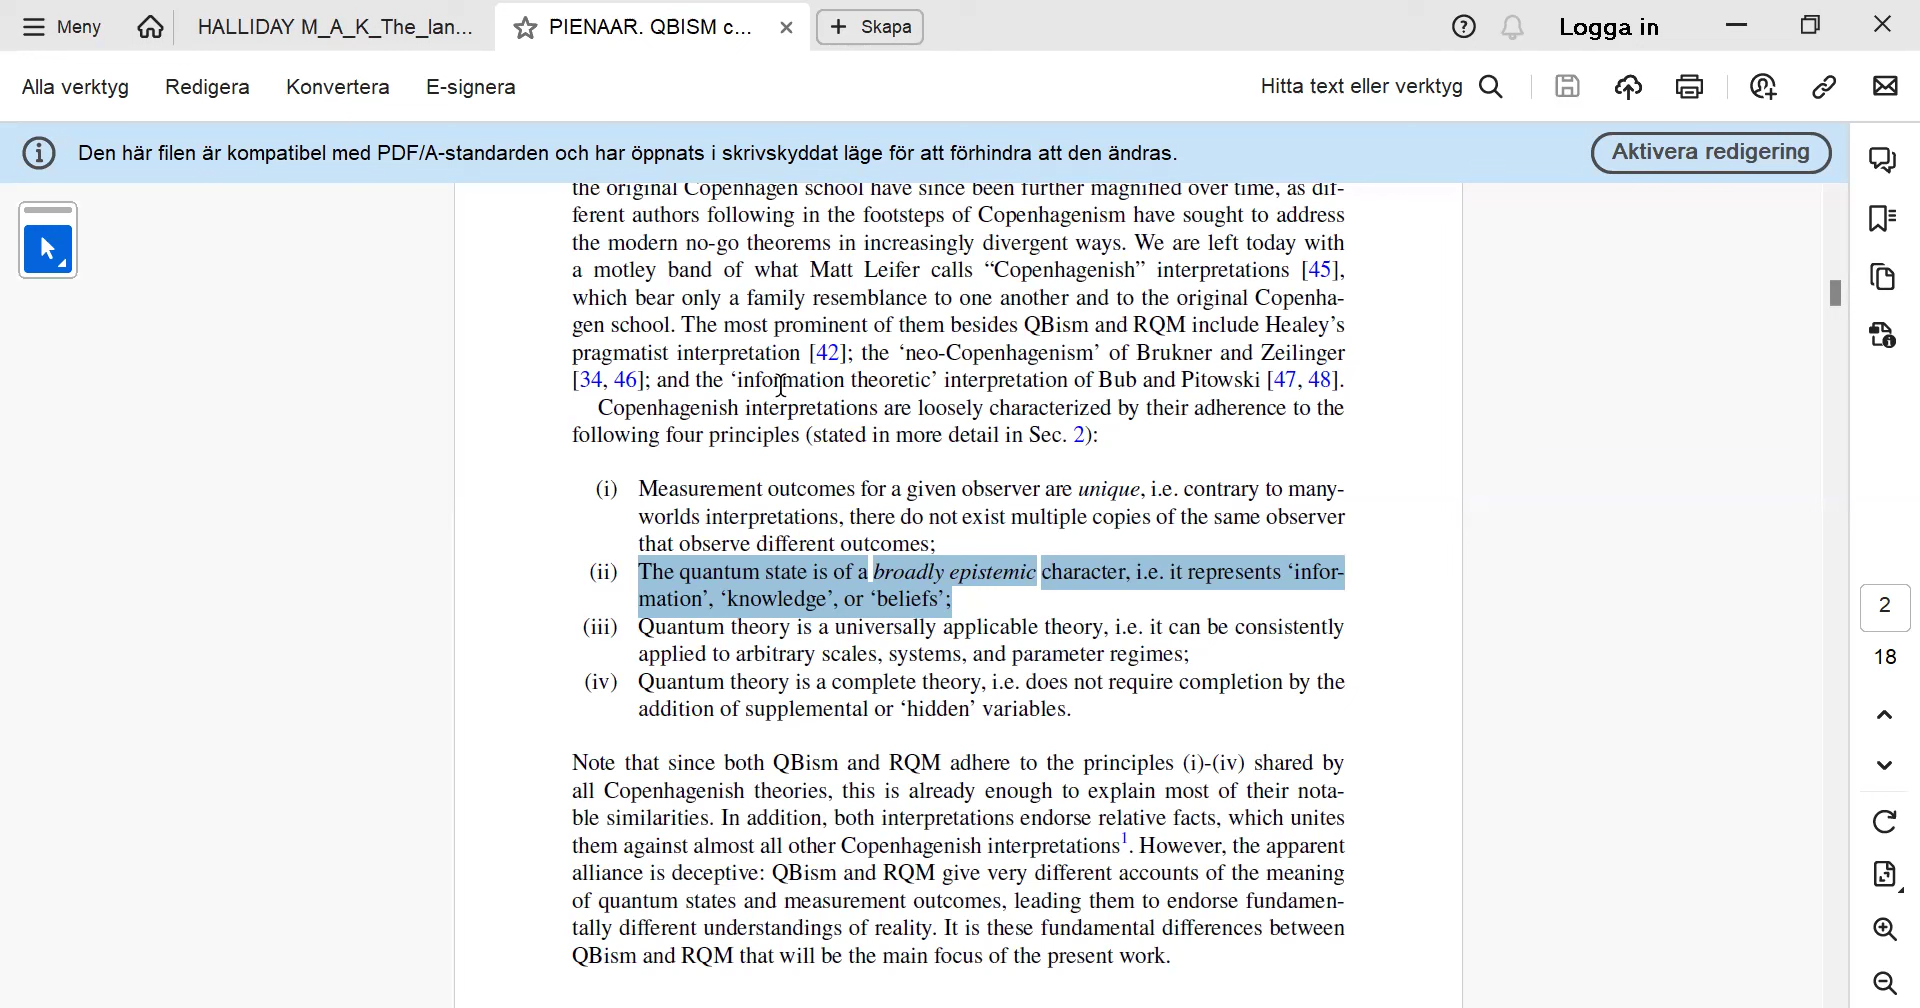 Meny
HALLIDAY M_A_K_The_lan...
PIENAAR. QBISM c...
Skapa
Logga in
Alla verktyg
Redigera
Konvertera
E-signera
Hitta text eller verktyg
Den här filen är kompatibel med PDF/A-standarden och har öppnats i skrivskyddat läge för att förhindra att den ändras.
Aktivera redigering
the original Copenhagen school have since been further magnified over time, as dif-
ferent authors following in the footsteps of Copenhagenism have sought to address
the modern no-go theorems in increasingly divergent ways. We are left today with
a motley band of what Matt Leifer calls “Copenhagenish” interpretations [45],
which bear only a family resemblance to one another and to the original Copenha-
gen school. The most prominent of them besides QBism and RQM include Healey’s
pragmatist interpretation [42]; the ‘neo-Copenhagenism’ of Brukner and Zeilinger
[34, 46]; and the ‘information theoretic’ interpretation of Bub and Pitowski [47, 48].
Copenhagenish interpretations are loosely characterized by their adherence to the
following four principles (stated in more detail in Sec. 2):
(i) Measurement outcomes for a given observer are unique, i.e. contrary to many-
worlds interpretations, there do not exist multiple copies of the same observer
that observe different outcomes;
(ii) The quantum state is of a broadly epistemic character, i.e. it represents ‘infor-
mation’, ‘knowledge’, or ‘beliefs’;
(iii) Quantum theory is a universally applicable theory, i.e. it can be consistently
applied to arbitrary scales, systems, and parameter regimes;
(iv) Quantum theory is a complete theory, i.e. does not require completion by the
addition of supplemental or ‘hidden’ variables.
Note that since both QBism and RQM adhere to the principles (i)-(iv) shared by
all Copenhagenish theories, this is already enough to explain most of their nota-
ble similarities. In addition, both interpretations endorse relative facts, which unites
them against almost all other Copenhagenish interpretations1. However, the apparent
alliance is deceptive: QBism and RQM give very different accounts of the meaning
of quantum states and measurement outcomes, leading them to endorse fundamen-
tally different understandings of reality. It is these fundamental differences between
QBism and RQM that will be the main focus of the present work.
2
18